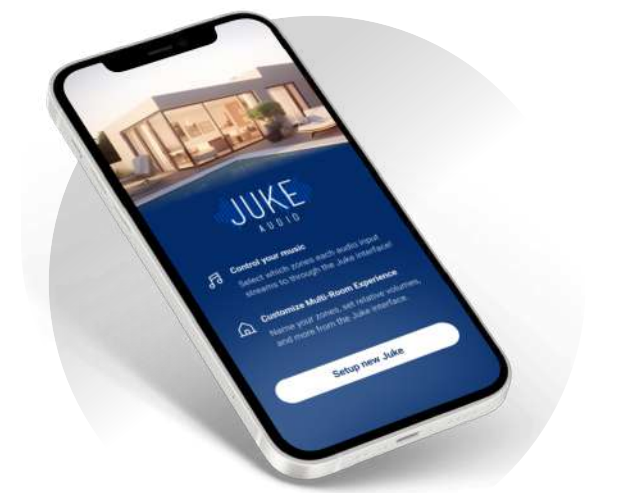 JUKE
AUDIO
Control your music
Select which zones each audio input
streams to through the Juke interface!
Customize Multi-Room Experience
Name your zones, set relative volumes,
and more from the Juke interface.
Setup new Juke